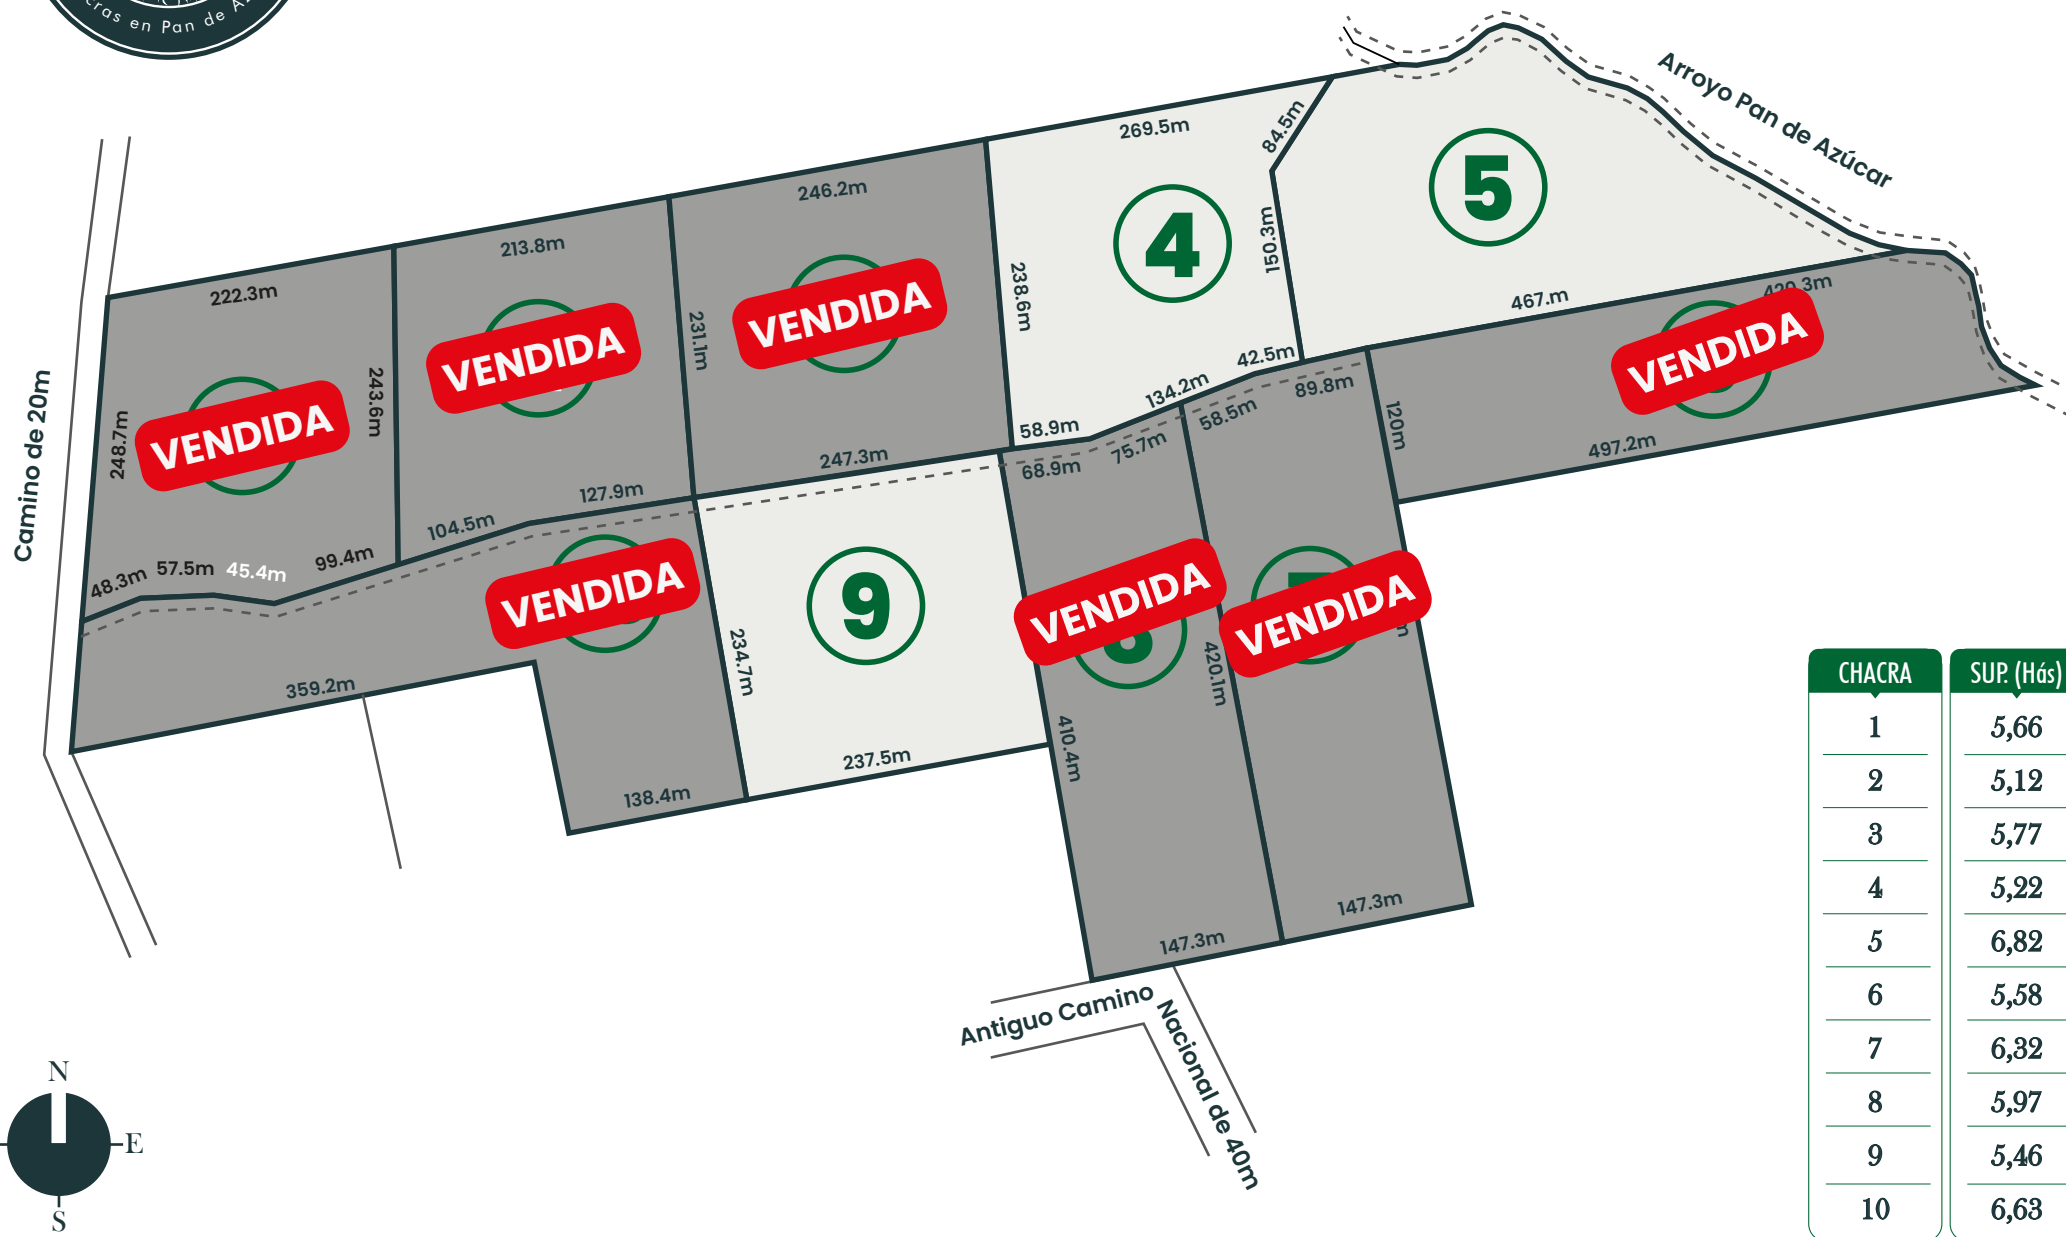 cras en Pan de Az
Arroyo Pan de Azúcar
269.5m
84.5m
5
246.2m
4
150.3m
213.8m
238.6m
467.m
222.3m
231.1m
VENDIDA
VENDIDA
VENDIDA
42.5m
134.2m
89.8m
120m
Camino de 20m
248.7m
VENDIDA
243.6m
58.9m
58.5m
497.2m
247.3m
68.9m
75.7m
127.9m
104.5m
99.4m
48.3m
57.5m
45.4m
VENDIDA
9
VENDIDA
VENDIDA
234.7m
420.1m
359.2m
410.4m
237.5m
138.4m
147.3m
147.3m
Antiguo Camino
Nacional de 40m
N
E
S
CHACRA SUP. (Hás)
1 5,66
2 5,12
3 5,77
4 5,22
5 6,82
6 5,58
7 6,32
8 5,97
9 5,46
10 6,63